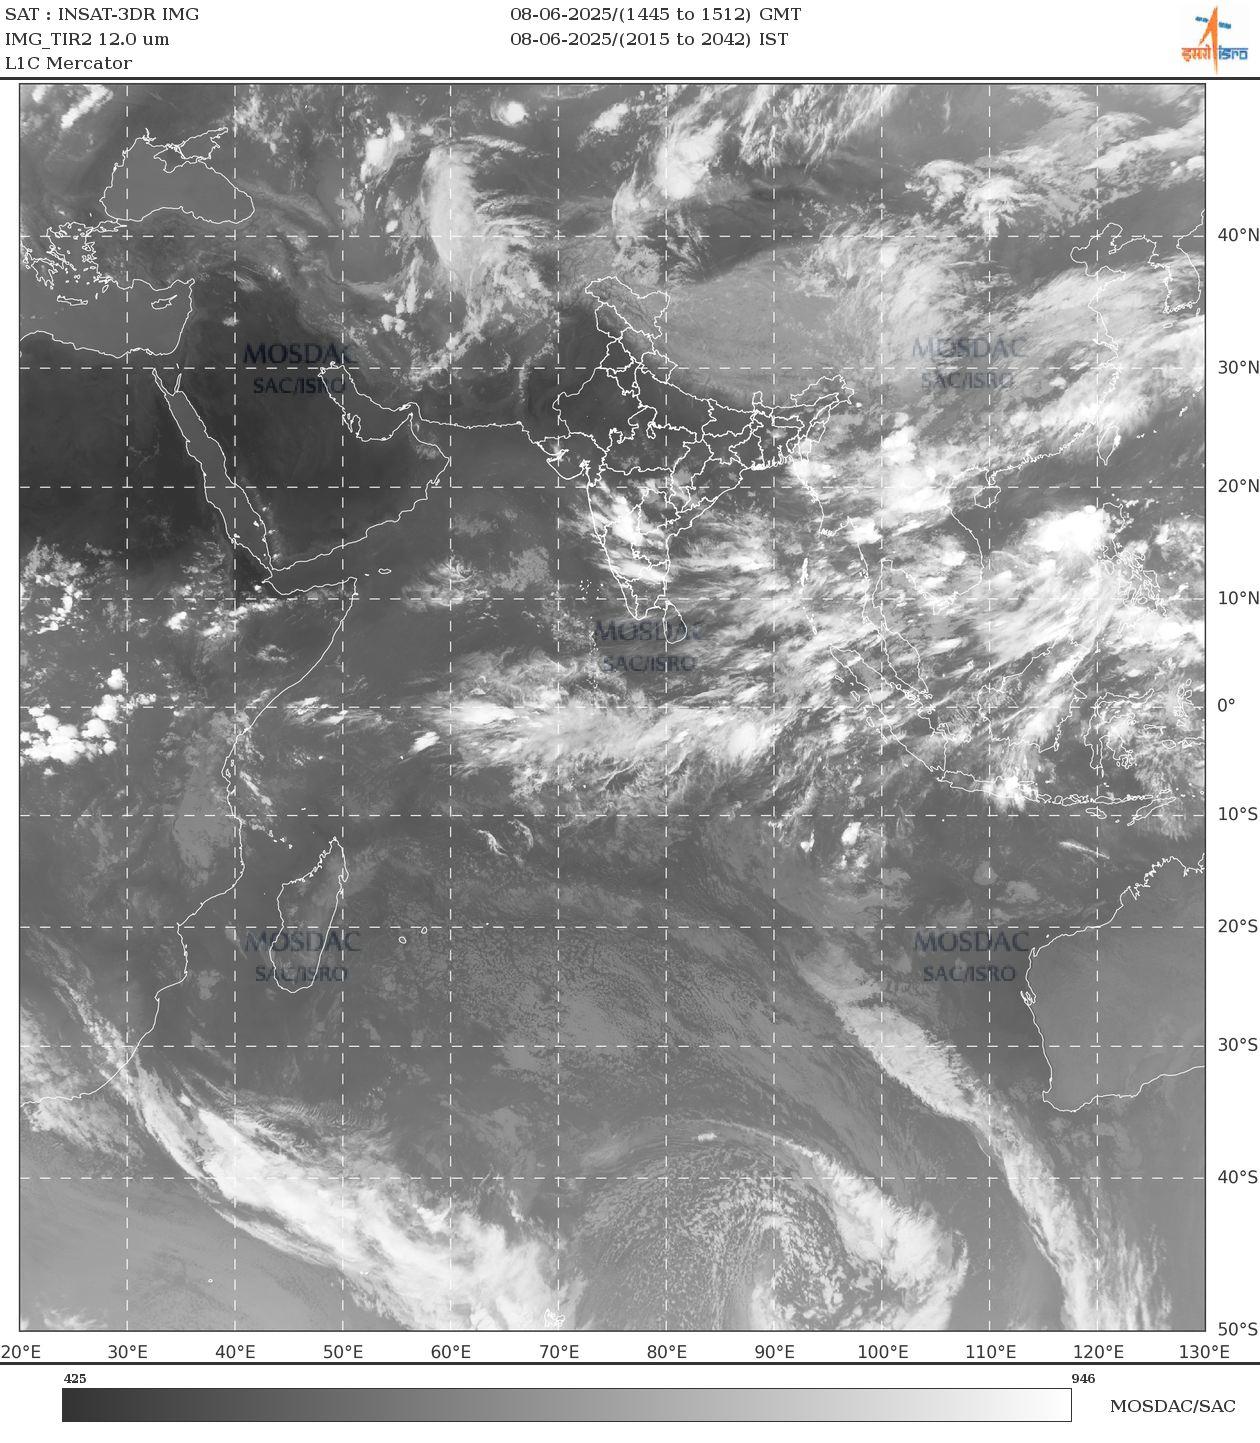 SAT : INSAT-3DR IMG
08-06-2025/(1445 to 1512) GMT
IMG_TIR2 12.0 um
08-06-2025/(2015 to 2042) IST
L1C Mercator
इसरो isro
40°N
MOSDAC
SAC/ISRO
MOSDAC
SAC/ISRO
30°N
20°N
10°N
MOSDAC
SAC/ISRO
0°
10°S
20°S
MOSDAC
SAC/ISRO
MOSDAC
SAC/ISRO
30°S
40°S
50°S
20°E 30°E 40°E 50°E 60°E 70°E 80°E 90°E 100°E 110°E 120°E 130°E
425 946
MOSDAC/SAC